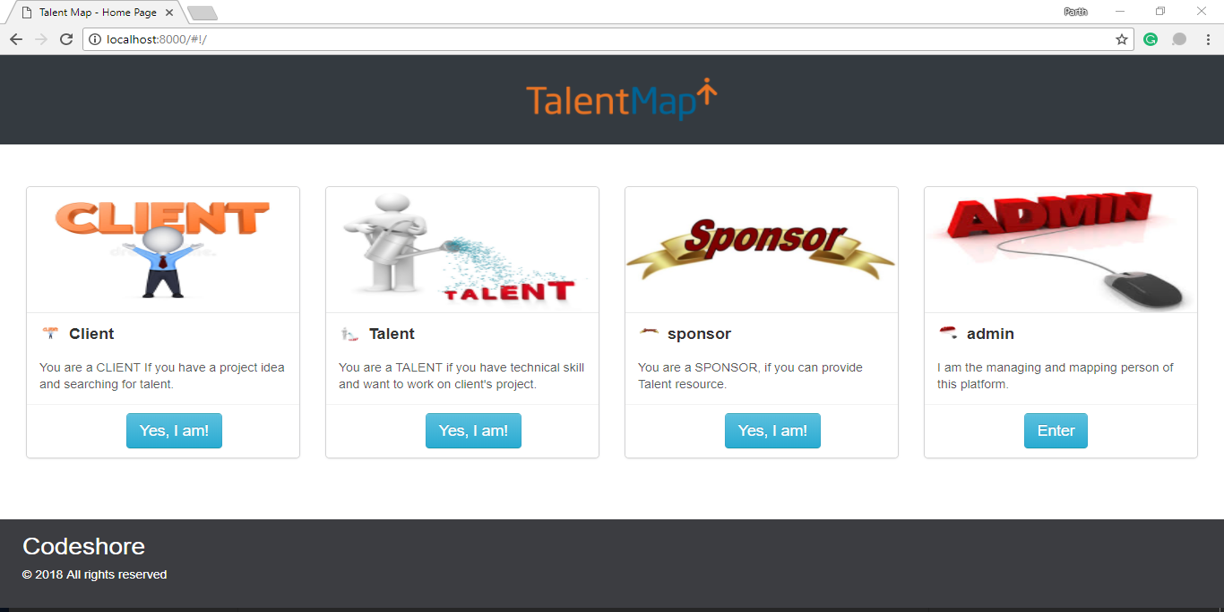 Talent Map - Home Page
Parth
localhost:8000/#!/
TalentMap
CLIENT
TALENT
Sponsor
ADMIN
Client
You are a CLIENT If you have a project idea
and searching for talent.
Yes, I am!
Talent
You are a TALENT if you have technical skill
and want to work on client's project.
Yes, I am!
sponsor
You are a SPONSOR, if you can provide
Talent resource.
Yes, I am!
admin
I am the managing and mapping person of
this platform.
Enter
Codeshore
© 2018 All rights reserved